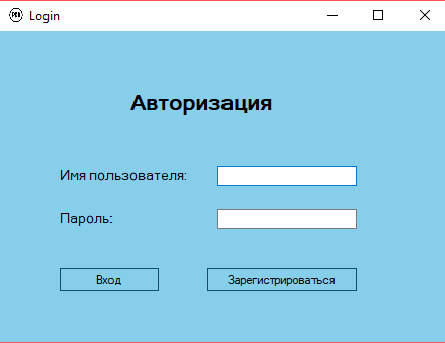 Login
Авторизация
Имя пользователя:
Пароль:
Вход
Зарегистрироваться